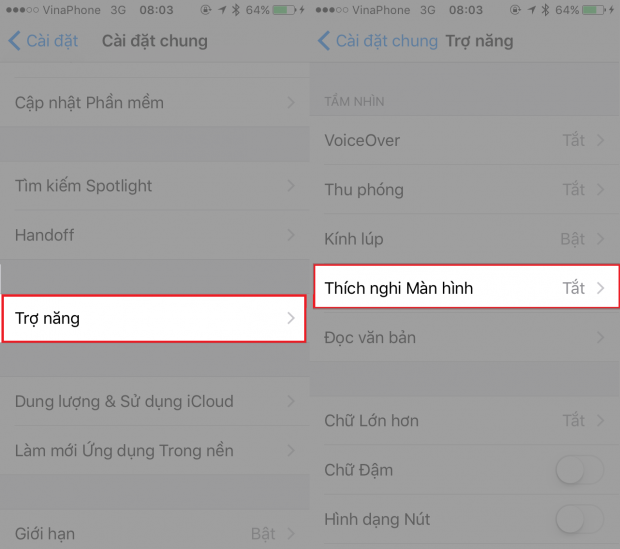 VinaPhone 3G 08:03 64%
Cài đặt Cài đặt chung
Cập nhật Phần mềm
Tìm kiếm Spotlight
Handoff
Trợ năng
Dung lượng & Sử dụng iCloud
Làm mới Ứng dụng Trong nền
Giới hạn Bật
VinaPhone 3G 08:03 64%
Cài đặt chung Trợ năng
TẦM NHÌN
VoiceOver Tắt
Thu phóng Tắt
Kính lúp Bật
Thích nghi Màn hình Tắt
Đọc văn bản
Chữ Lớn hơn Tắt
Chữ Đậm
Hình dạng Nút